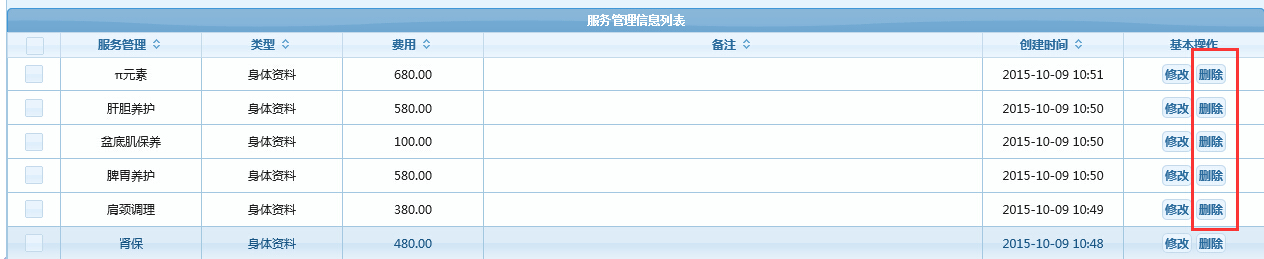 服务管理信息列表
服务管理 类型 费用 备注 创建时间 基本操作
π元素 身体资料 680.00 2015-10-09 10:51 修改 删除
肝胆养护 身体资料 580.00 2015-10-09 10:50 修改 删除
盆底肌保养 身体资料 100.00 2015-10-09 10:50 修改 删除
脾胃养护 身体资料 580.00 2015-10-09 10:50 修改 删除
肩颈调理 身体资料 380.00 2015-10-09 10:49 修改 删除
肾保 身体资料 480.00 2015-10-09 10:48 修改 删除